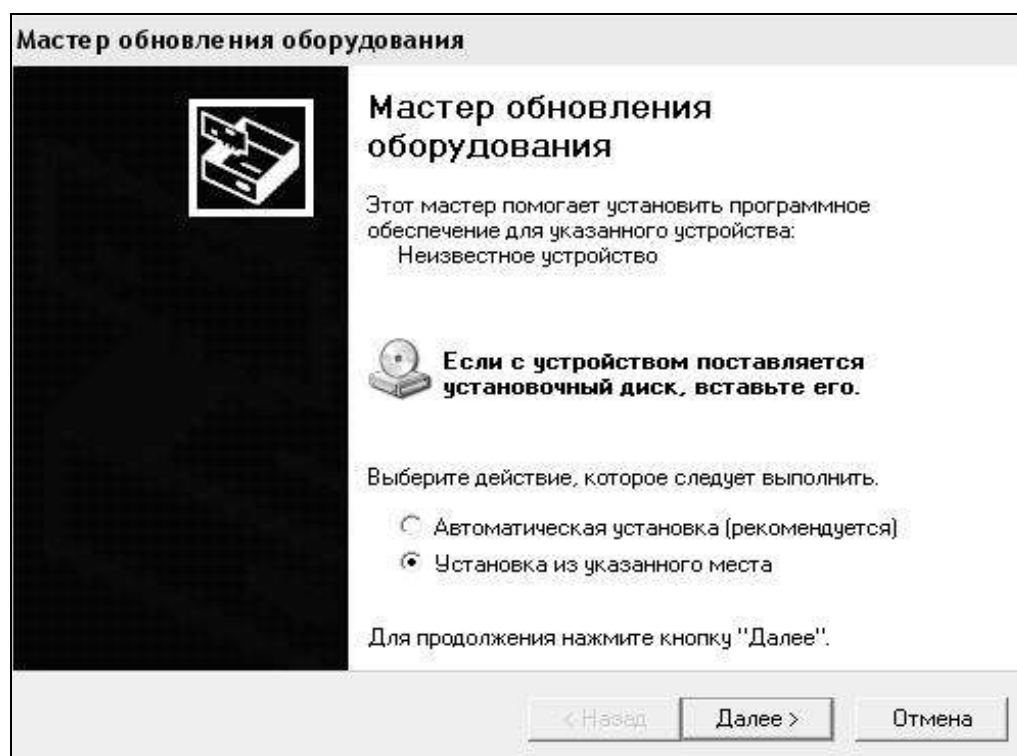 Мастер обновления оборудования
Мастер обновления
оборудования
Этот мастер помогает установить программное
обеспечение для указанного устройства:
Неизвестное устройство
Если с устройством поставляется
установочный диск, вставьте его.
Выберите действие, которое следует выполнить.
Автоматическая установка (рекомендуется)
Установка из указанного места
Для продолжения нажмите кнопку "Далее".
< Назад Далее > Отмена